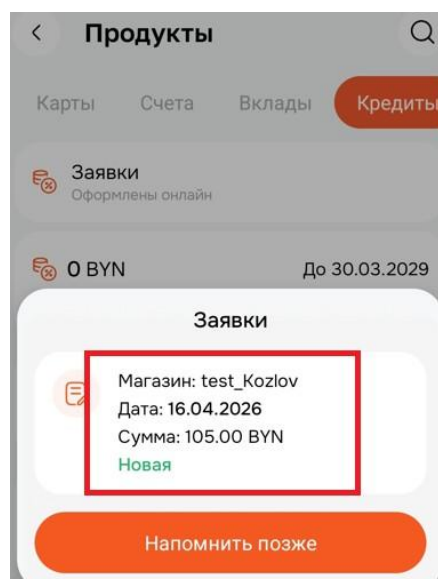 Продукты
Карты Счета Вклады Кредиты
Заявки
Оформлены онлайн
0 BYN До 30.03.2029
Заявки
Магазин: test_Kozlov
Дата: 16.04.2026
Сумма: 105.00 BYN
Новая
Напомнить позже